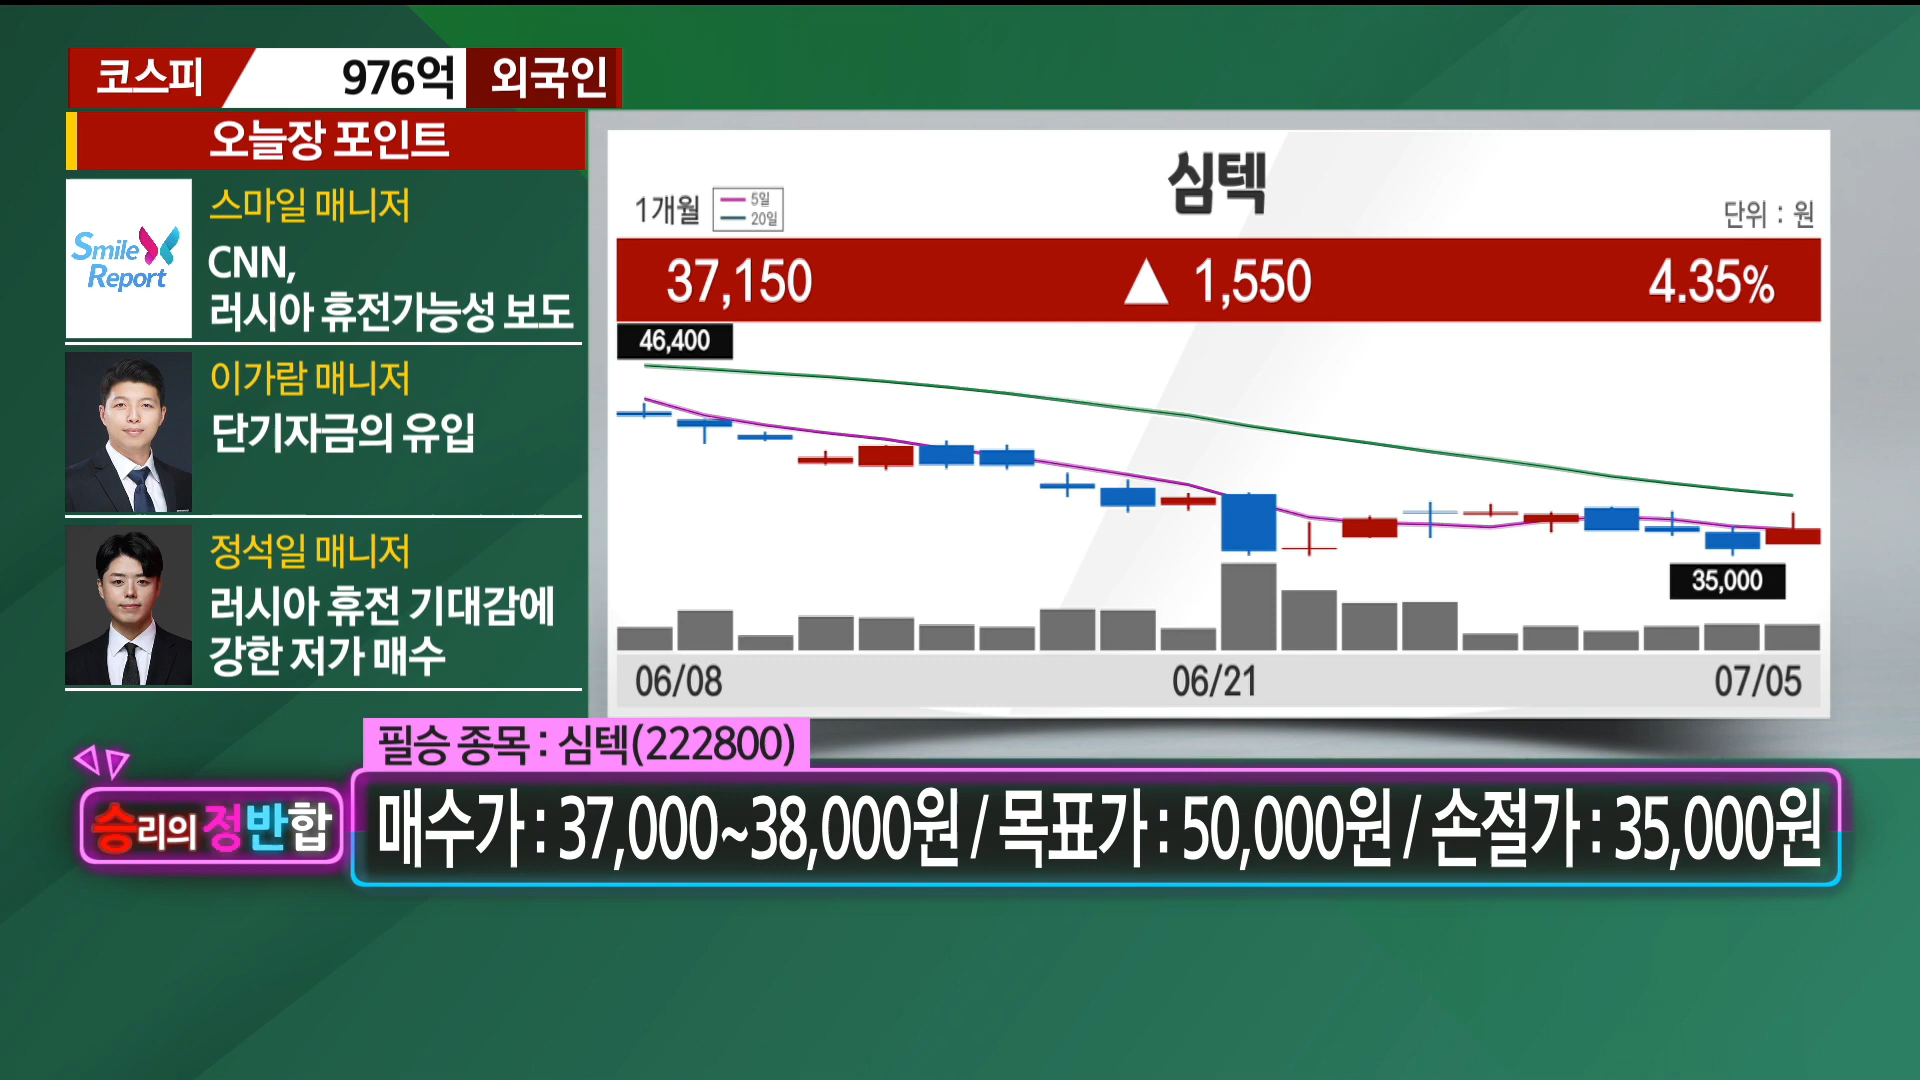 코스피 976억 외국인
오늘장 포인트
Smile Report
스마일 매니저
CNN,
러시아 휴전가능성 보도
이가람 매니저
단기자금의 유입
정석일 매니저
러시아 휴전 기대감에
강한 저가 매수
심텍
1개월
5일
20일
단위 : 원
37,150 ▲ 1,550 4.35%
46,400
35,000
06/08 06/21 07/05
필승 종목 : 심텍(222800)
승리의 정반합
매수가 : 37,000~38,000원 / 목표가 : 50,000원 / 손절가 : 35,000원